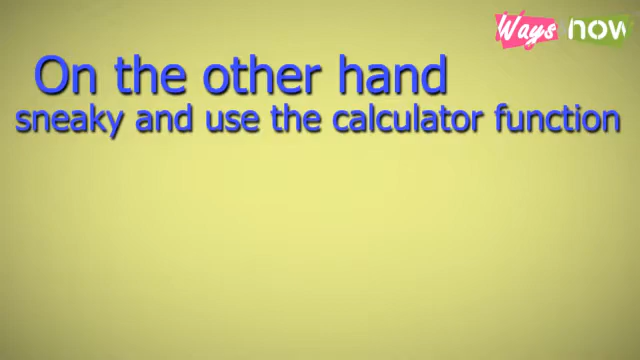 Ways now
On the other hand
sneaky and use the calculator function